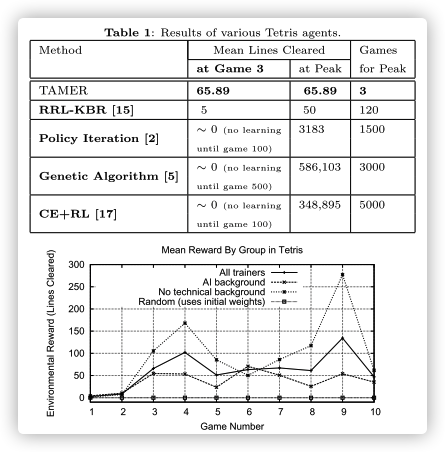 Table 1: Results of various Tetris agents.
Method Mean Lines Cleared Games
at Game 3 at Peak for Peak
TAMER 65.89 65.89 3
RRL-KBR [15] 5 50 120
Policy Iteration [2] ~ 0 (no learning until game 100) 3183 1500
Genetic Algorithm [5] ~ 0 (no learning until game 500) 586,103 3000
CE+RL [17] ~ 0 (no learning until game 100) 348,895 5000
Mean Reward By Group in Tetris
Environmental Reward (Lines Cleared)
300
250
200
150
100
50
0
All trainers
AI background
No technical background
Random (uses initial weights)
1 2 3 4 5 6 7 8 9 10
Game Number